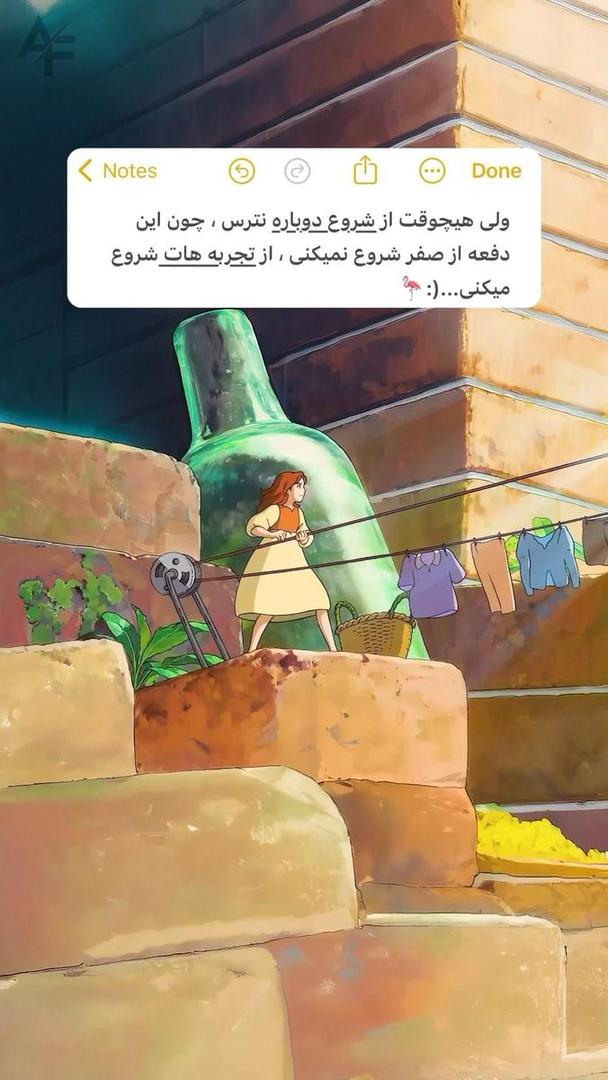 AF
Notes
Done
ولی هیچوقت از شروع دوباره نترس ، چون این
دفعه از صفر شروع نمیکنی ، از تجربه هات شروع
میکنی...(: 🦩